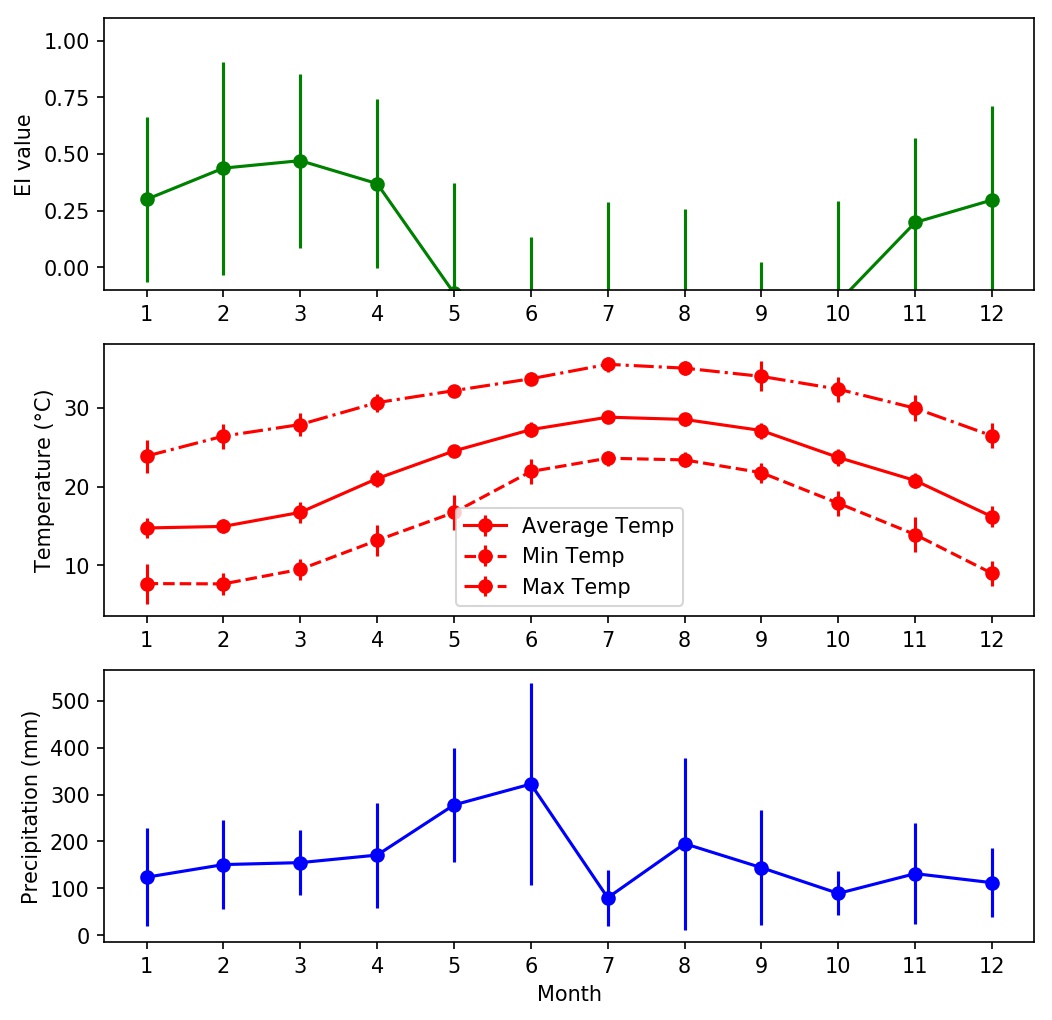 1.00
0.75
0.50
0.25
0.00
EI value
1 2 3 4 5 6 7 8 9 10 11 12
30
20
10
Temperature (°C)
Average Temp
Min Temp
Max Temp
1 2 3 4 5 6 7 8 9 10 11 12
500
400
300
200
100
0
Precipitation (mm)
1 2 3 4 5 6 7 8 9 10 11 12
Month